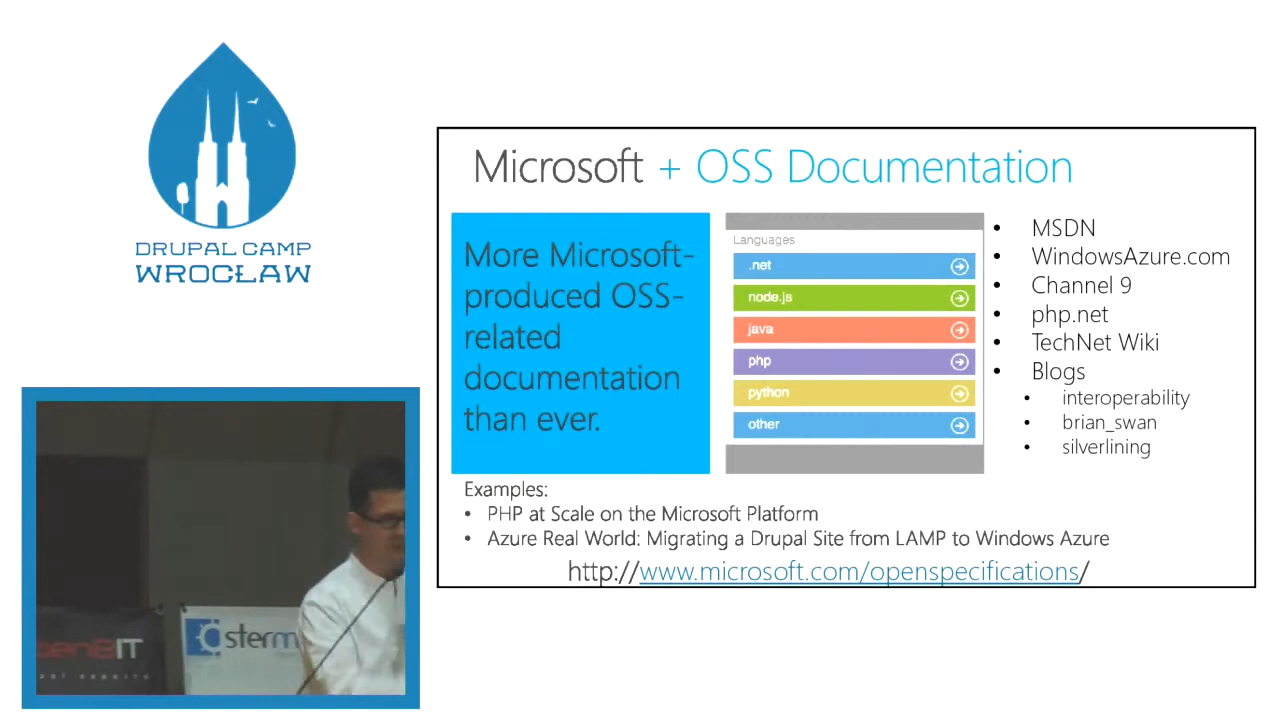 DRUPAL CAMP
WROCŁAW
Microsoft + OSS Documentation
More Microsoft-
produced OSS-
related
documentation
than ever.
Languages
.net
node.js
java
php
python
other
• MSDN
• WindowsAzure.com
• Channel 9
• php.net
• TechNet Wiki
• Blogs
• interoperability
• brian_swan
• silverlining
Examples:
• PHP at Scale on the Microsoft Platform
• Azure Real World: Migrating a Drupal Site from LAMP to Windows Azure
http://www.microsoft.com/openspecifications/